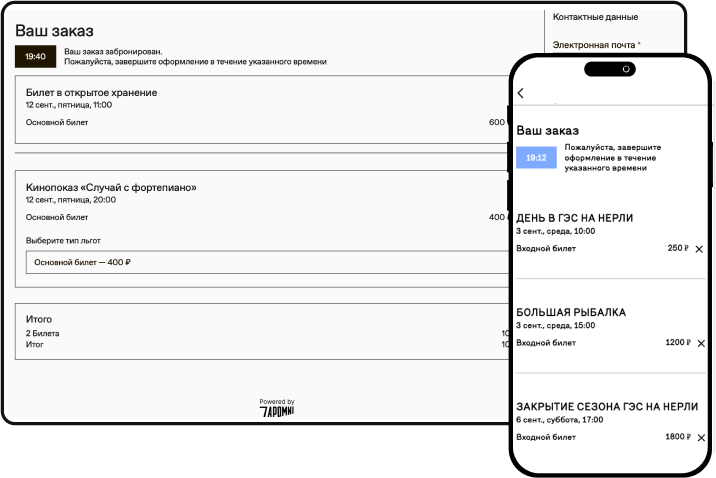 Ваш заказ
19:40
Ваш заказ забронирован.
Пожалуйста, завершите оформление в течение указанного времени
Билет в открытое хранение
12 сент., пятница, 11:00
Основной билет
600
Кинопоказ «Случай с фортепиано»
12 сент., пятница, 20:00
Основной билет
400
Выберите тип льгот
Основной билет — 400 ₽
Итого
2 Билета
10
Итог
10
Powered by
ZAPOMNI
Контактные данные
Электронная почта *
Ваш заказ
19:12
Пожалуйста, завершите
оформление в течение
указанного времени
ДЕНЬ В ГЭС НА НЕРЛИ
3 сент., среда, 10:00
Входной билет 250 ₽
БОЛЬШАЯ РЫБАЛКА
3 сент., среда, 15:00
Входной билет 1200 ₽
ЗАКРЫТИЕ СЕЗОНА ГЭС НА НЕРЛИ
6 сент., суббота, 17:00
Входной билет 1800 ₽